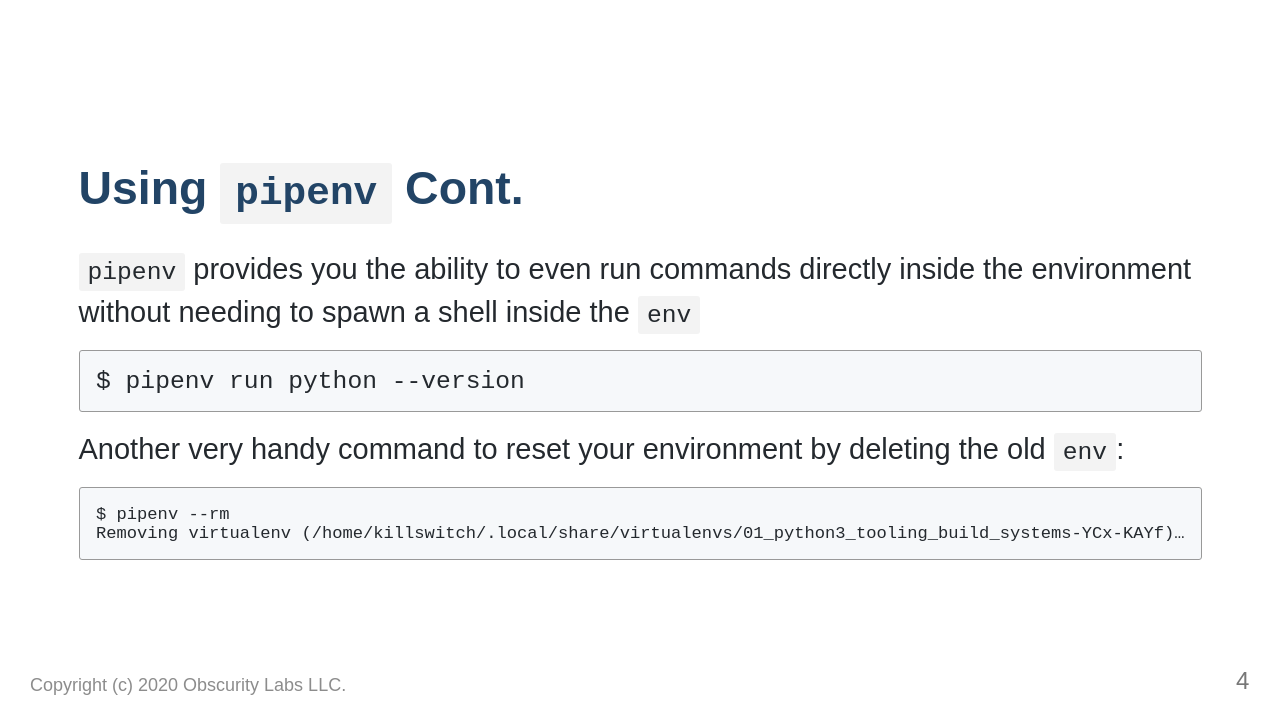 Using pipenv Cont.
pipenv provides you the ability to even run commands directly inside the environment
without needing to spawn a shell inside the env
$ pipenv run python --version
Another very handy command to reset your environment by deleting the old env:
$ pipenv --rm
Removing virtualenv (/home/killswitch/.local/share/virtualenvs/01_python3_tooling_build_systems-YCx-KAYf)…
Copyright (c) 2020 Obscurity Labs LLC.
4